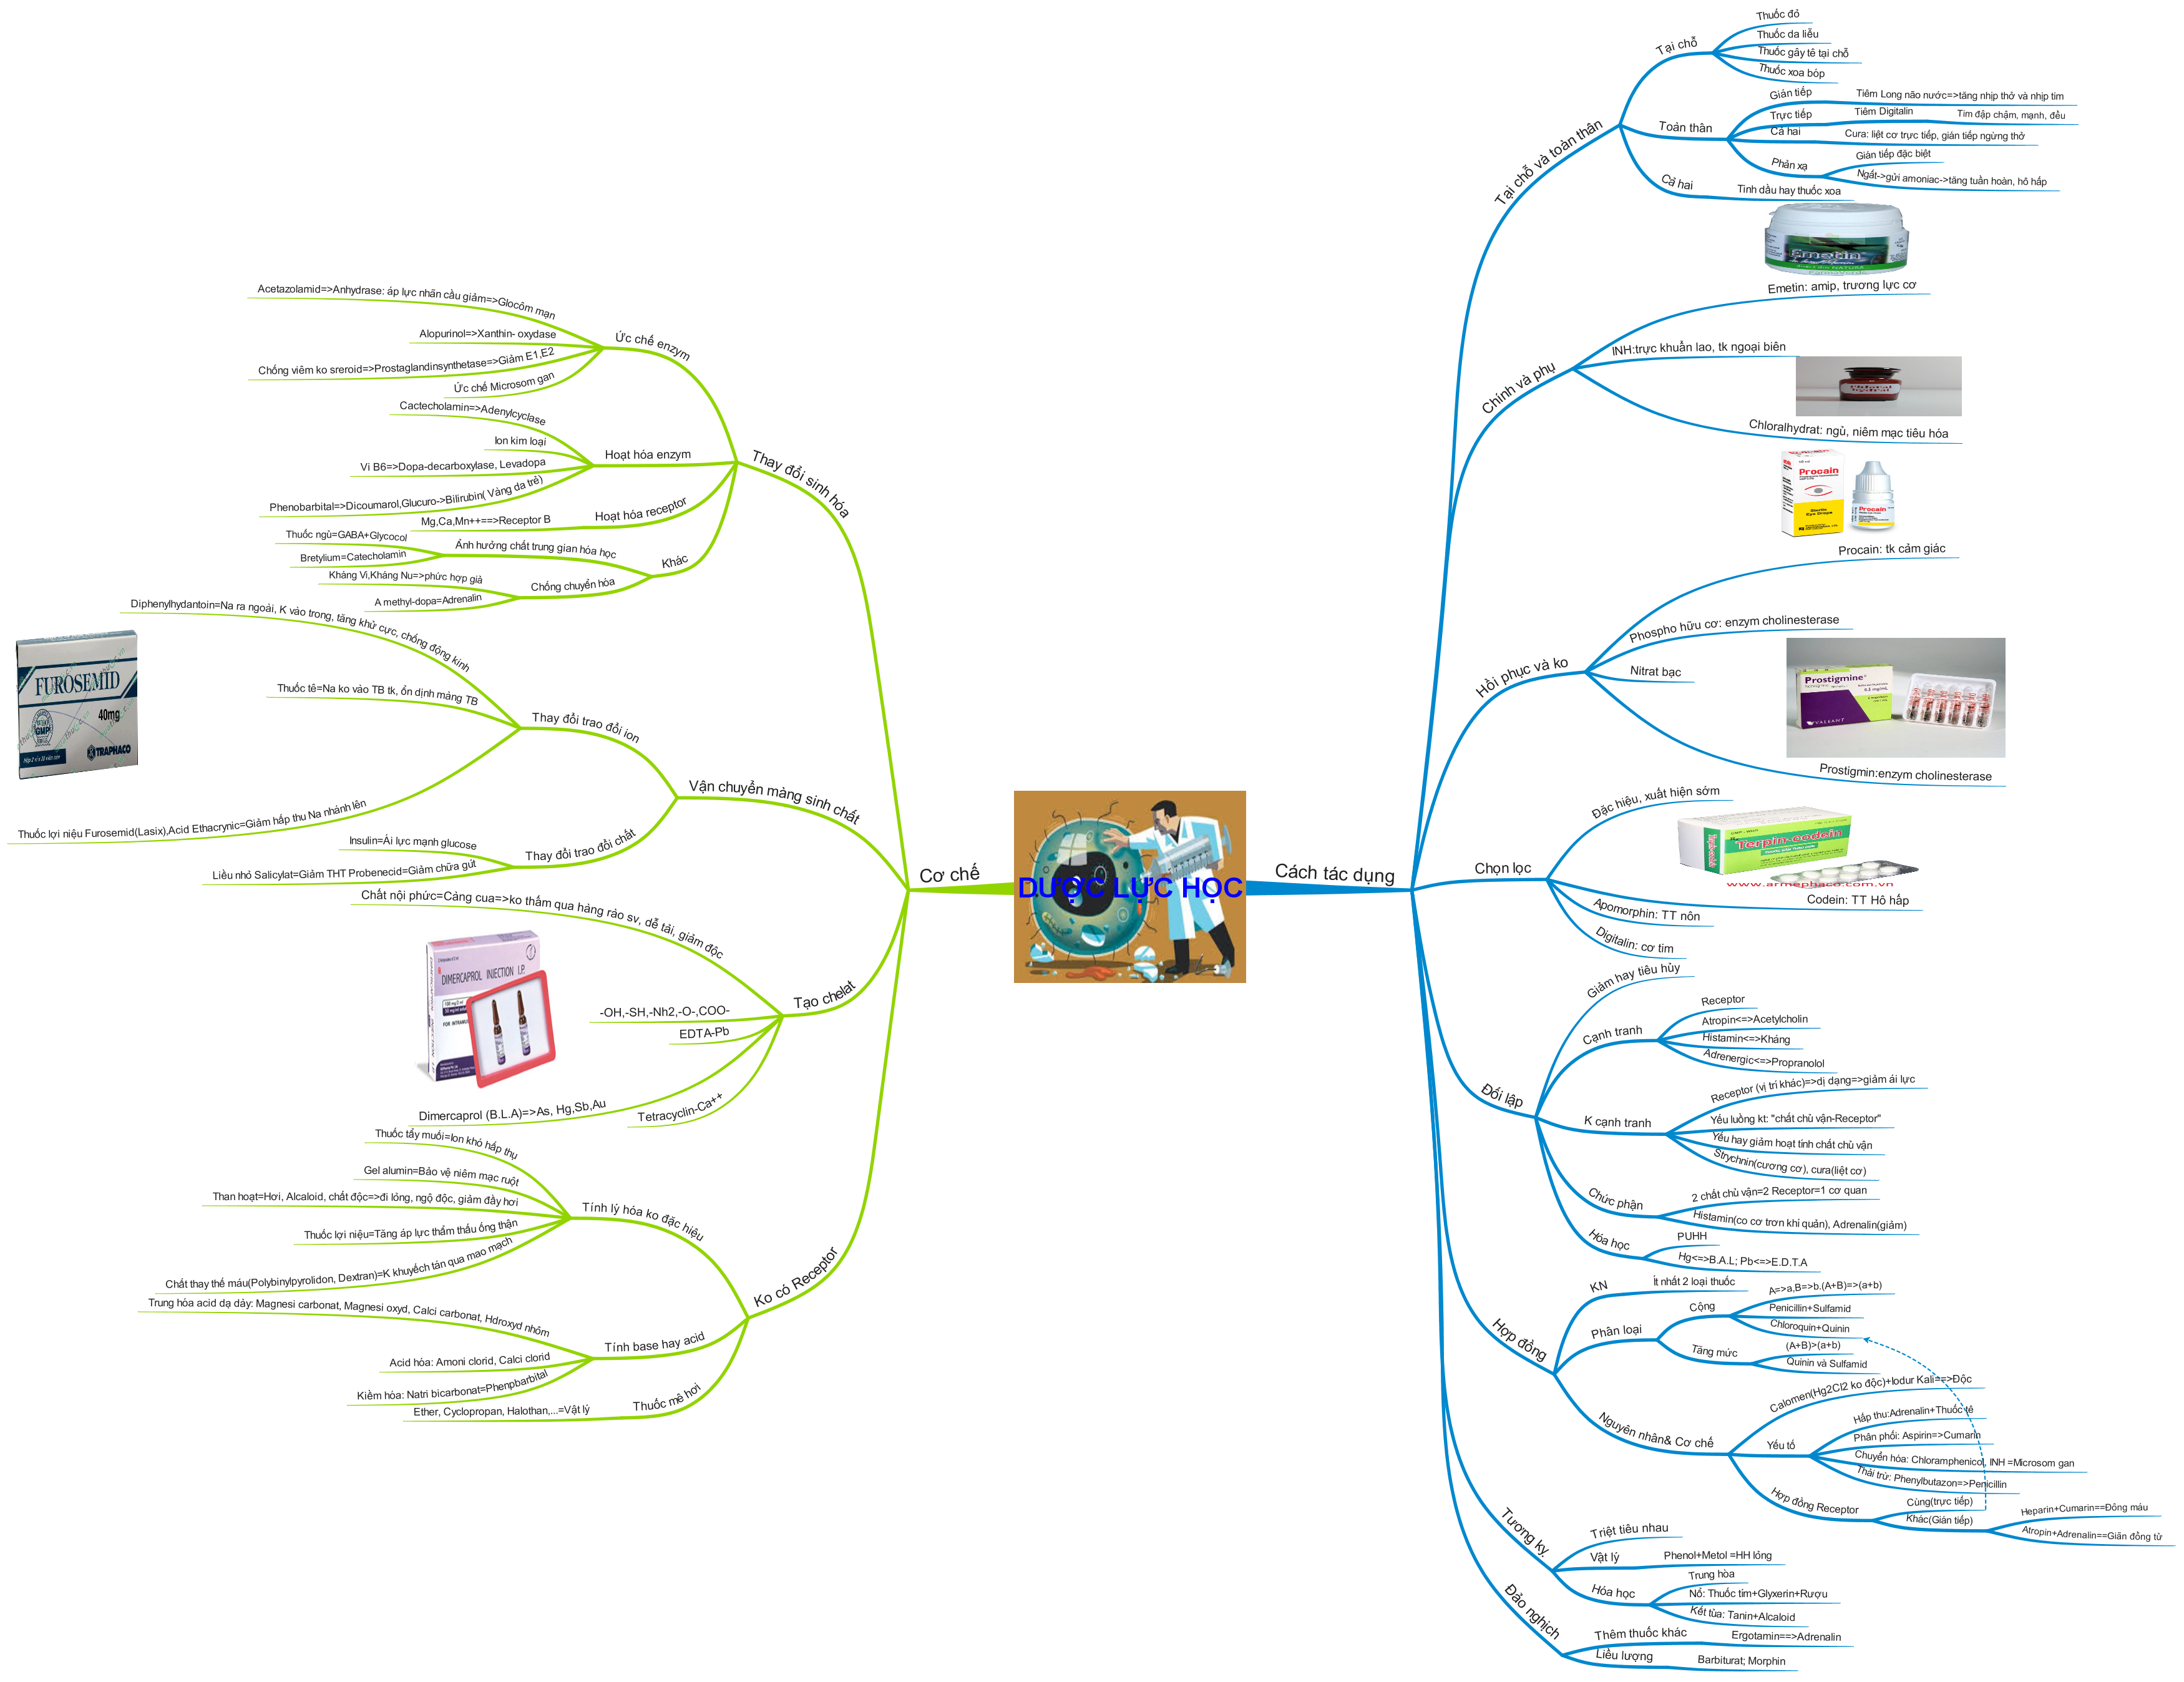 DƯỢC LỰC HỌC
Cách tác dụng
Tại chỗ và toàn thân
Tại chỗ
Thuốc đỏ
Thuốc da liễu
Thuốc gây tê tại chỗ
Thuốc xoa bóp
Toàn thân
Gián tiếp
Tiêm Long não nước=>tăng nhịp thở và nhịp tim
Trực tiếp
Tiêm Digitalin
Tim đập chậm, mạnh, đều
Cả hai
Cura: liệt cơ trực tiếp, gián tiếp ngừng thở
Phản xạ
Gián tiếp đặc biệt
Ngất->gửi amoniac->tăng tuần hoàn, hô hấp
Cả hai
Tinh dầu hay thuốc xoa
Chính và phụ
Emetin
Emetin: amip, trương lực cơ
INH:trực khuẩn lao, tk ngoại biên
Chloralhydrat: ngủ, niêm mạc tiêu hóa
Hồi phục và ko
Procain
Procain
Procain: tk cảm giác
Phospho hữu cơ: enzym cholinesterase
Nitrat bạc
Prostigmine
VALEANT
Prostigmin:enzym cholinesterase
Chọn lọc
Đặc hiệu, xuất hiện sớm
Terpin-codein
www.armephaco.com.vn
Codein: TT Hô hấp
Apomorphin: TT nôn
Digitalin: cơ tim
Đối lập
Giảm hay tiêu hủy
Cạnh tranh
Receptor
Atropin<=>Acetylcholin
Histamin<=>Kháng
Adrenergic<=>Propranolol
K cạnh tranh
Receptor (vị trí khác)=>dị dạng=>giảm ái lực
Yếu luồng kt: "chất chủ vận-Receptor"
Yếu hay giảm hoạt tính chất chủ vận
Strychnin(cương cơ), cura(liệt cơ)
Chức phận
2 chất chủ vận=2 Receptor=1 cơ quan
Histamin(co cơ trơn khí quản), Adrenalin(giảm)
Hóa học
PUHH
Hg<=>B.A.L; Pb<=>E.D.T.A
Hợp đồng
KN
Ít nhất 2 loại thuốc
Phân loại
Cộng
A=>a,B=>b.(A+B)=>(a+b)
Penicillin+Sulfamid
Chloroquin+Quinin
Tăng mức
(A+B)>(a+b)
Quinin và Sulfamid
Nguyên nhân& Cơ chế
Calomen(Hg2Cl2 ko độc)+Iodur Kali==>Độc
Yếu tố
Hấp thu:Adrenalin+Thuốc tê
Phân phối: Aspirin=>Cumarin
Chuyển hóa: Chloramphenicol, INH =Microsom gan
Thải trừ: Phenylbutazon=>Penicillin
Hợp đồng Receptor
Cùng(trực tiếp)
Khác(Gián tiếp)
Heparin+Cumarin==Đông máu
Atropin+Adrenalin==Giãn đồng tử
Tương kỵ
Triệt tiêu nhau
Vật lý
Phenol+Metol =HH lỏng
Hóa học
Trung hòa
Nổ: Thuốc tím+Glyxerin+Rượu
Kết tủa: Tanin+Alcaloid
Đảo nghịch
Thêm thuốc khác
Ergotamin==>Adrenalin
Liều lượng
Barbiturat; Morphin
Cơ chế
Thay đổi sinh hóa
Ức chế enzym
Acetazolamid=>Anhydrase: áp lực nhãn cầu giảm=>Glocôm mạn
Alopurinol=>Xanthin- oxydase
Chống viêm ko sreroid=>Prostaglandinsynthetase=>Giảm E1,E2
Ức chế Microsom gan
Hoạt hóa enzym
Cactecholamin=>Adenylcyclase
Ion kim loại
Vi B6=>Dopa-decarboxylase, Levadopa
Phenobarbital=>Dicoumarol,Glucuro->Bilirubin( Vàng da trẻ)
Hoạt hóa receptor
Mg,Ca,Mn++==>Receptor B
Khác
Ảnh hưởng chất trung gian hóa học
Thuốc ngủ=GABA+Glycocol
Bretylium=Catecholamin
Chống chuyển hóa
Kháng Vi,Kháng Nu=>phức hợp giả
A methyl-dopa=Adrenalin
Vận chuyển màng sinh chất
Thay đổi trao đổi ion
Diphenylhydantoin=Na ra ngoài, K vào trong, tăng khử cực, chống động kinh
Thuốc tê=Na ko vào TB tk, ổn dịnh màng TB
FUROSEMID
40mg
GMP
TRAPHACO
Thuốc lợi niệu Furosemid(Lasix),Acid Ethacrynic=Giảm hấp thu Na nhánh lên
Thay đổi trao đổi chất
Insulin=Ái lực mạnh glucose
Liều nhỏ Salicylat=Giảm THT Probenecid=Giảm chữa gút
Tạo chelat
Chất nội phức=Càng cua=>ko thấm qua hàng rào sv, dễ tải, giảm độc
-OH,-SH,-Nh2,-O-,COO-
EDTA-Pb
DIMERCAPROL INJECTION I.P.
Dimercaprol (B.L.A)=>As, Hg,Sb,Au
Tetracyclin-Ca++
Ko có Receptor
Tính lý hóa ko đặc hiệu
Thuốc tẩy muối=Ion khó hấp thụ
Gel alumin=Bảo vệ niêm mạc ruột
Than hoạt=Hơi, Alcaloid, chất độc=>đi lỏng, ngộ độc, giảm đầy hơi
Thuốc lợi niệu=Tăng áp lực thẩm thấu ống thận
Chất thay thế máu(Polybinylpyrolidon, Dextran)=K khuyếch tán qua mao mạch
Tính base hay acid
Trung hóa acid dạ dày: Magnesi carbonat, Magnesi oxyd, Calci carbonat, Hdroxyd nhôm
Acid hóa: Amoni clorid, Calci clorid
Kiềm hóa: Natri bicarbonat=Phenpbarbital
Thuốc mê hơi
Ether, Cyclopropan, Halothan,...=Vật lý